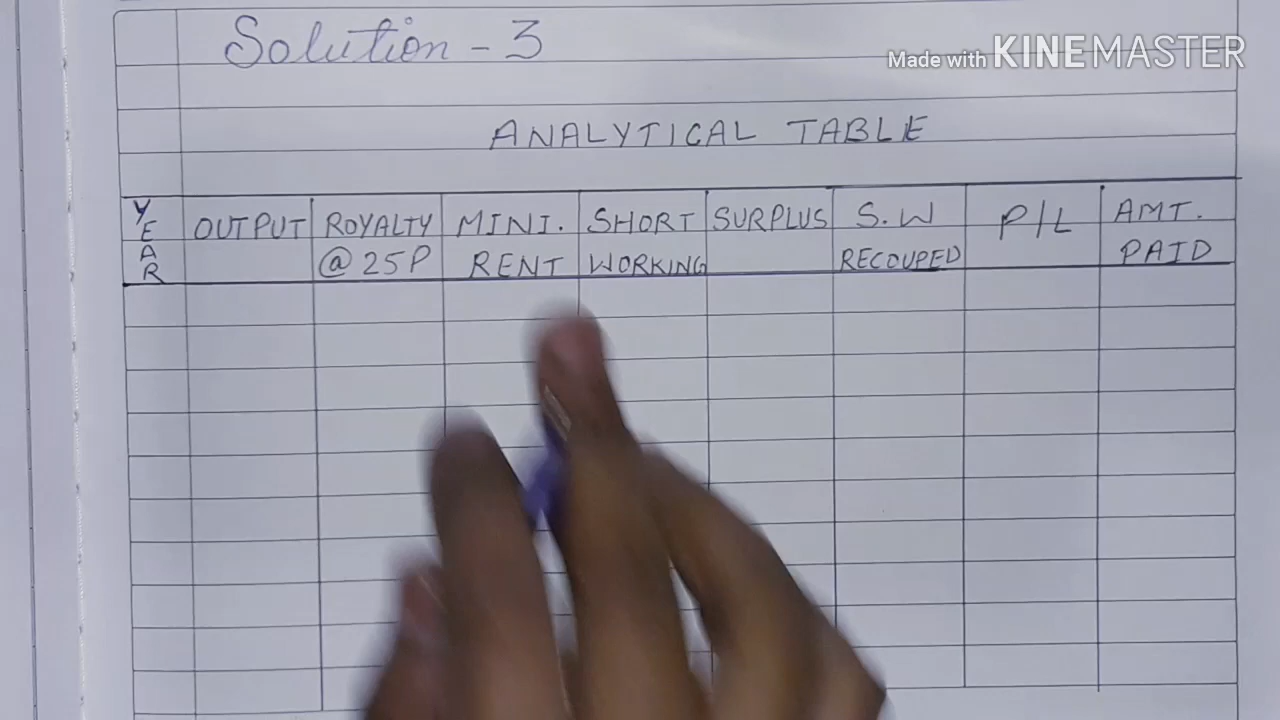 Solution - 3
Made with KINEMASTER
ANALYTICAL TABLE
YEAR OUTPUT ROYALTY @ 25P MINI. RENT SHORT WORKING SURPLUS S.W RECOUPED P/L AMT. PAID